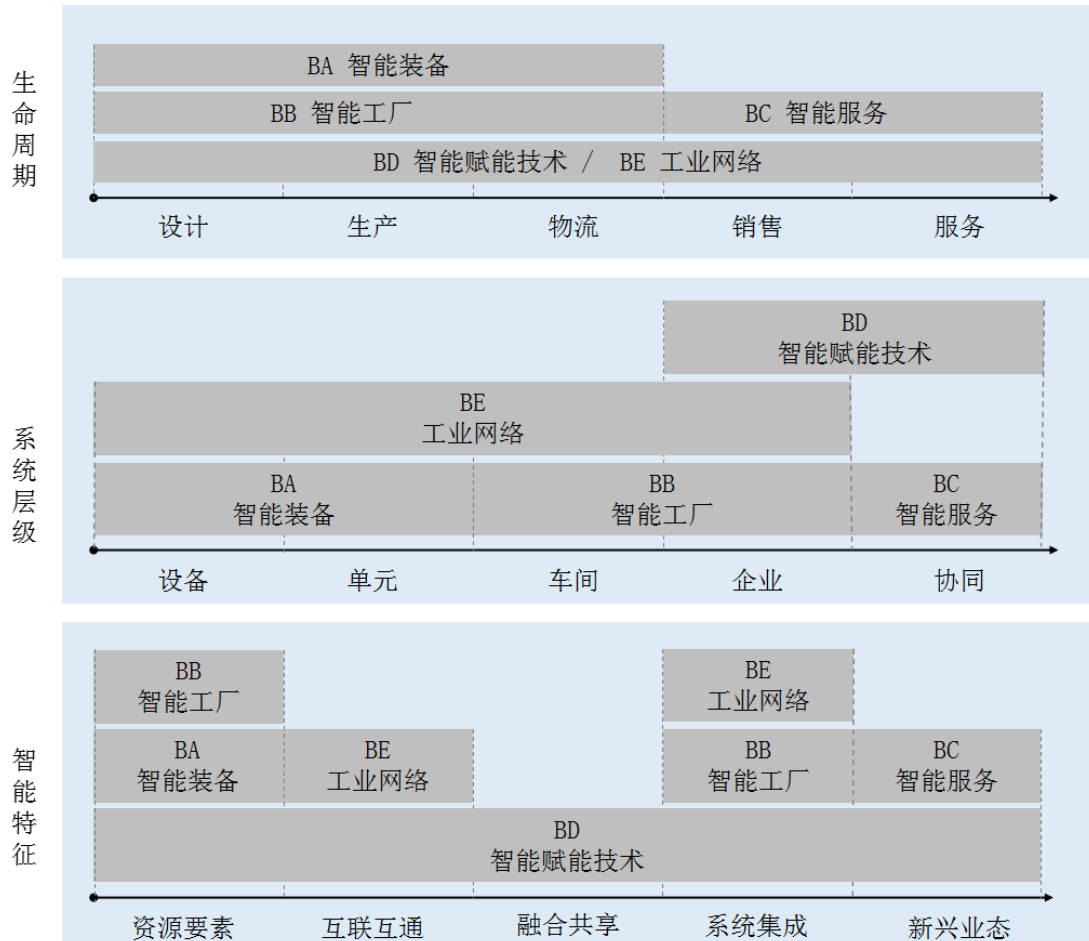 生命周期
BA 智能装备
BB 智能工厂
BC 智能服务
BD 智能赋能技术 / BE 工业网络
设计
生产
物流
销售
服务
系统层级
BD
智能赋能技术
BE
工业网络
BA
智能装备
BB
智能工厂
BC
智能服务
设备
单元
车间
企业
协同
智能特征
BB
智能工厂
BE
工业网络
BA
智能装备
BE
工业网络
BB
智能工厂
BC
智能服务
BD
智能赋能技术
资源要素
互联互通
融合共享
系统集成
新兴业态